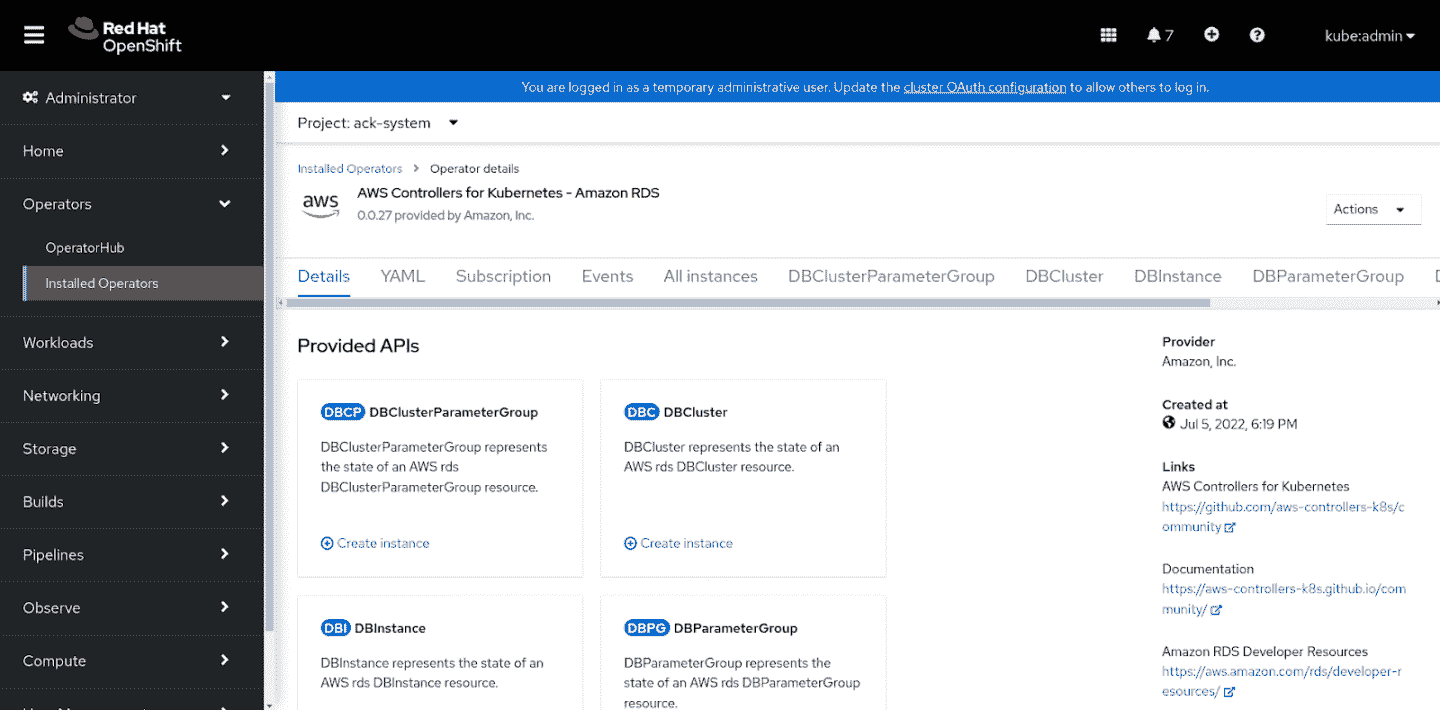 Red Hat
OpenShift
7
kube:admin
Administrator
Home
Operators
OperatorHub
Installed Operators
Workloads
Networking
Storage
Builds
Pipelines
Observe
Compute
You are logged in as a temporary administrative user. Update the cluster OAuth configuration to allow others to log in.
Project: ack-system
Installed Operators > Operator details
aws
AWS Controllers for Kubernetes - Amazon RDS
0.0.27 provided by Amazon, Inc.
Actions
Details YAML Subscription Events All instances DBClusterParameterGroup DBCluster DBInstance DBParameterGroup
Provided APIs
DBCP DBClusterParameterGroup
DBClusterParameterGroup represents
the state of an AWS rds
DBClusterParameterGroup resource.
Create instance
DBC DBCluster
DBCluster represents the state of an
AWS rds DBCluster resource.
Create instance
DBI DBInstance
DBInstance represents the state of an
AWS rds DBInstance resource.
DBPG DBParameterGroup
DBParameterGroup represents the
state of an AWS rds DBParameterGroup
resource.
Provider
Amazon, Inc.
Created at
Jul 5, 2022, 6:19 PM
Links
AWS Controllers for Kubernetes
https://github.com/aws-controllers-k8s/c
ommunity
Documentation
https://aws-controllers-k8s.github.io/com
munity/
Amazon RDS Developer Resources
https://aws.amazon.com/rds/developer-r
esources/